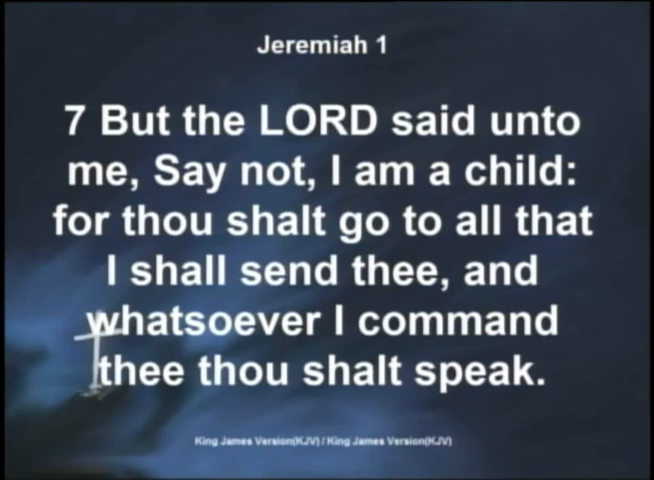 Jeremiah 1
7 But the LORD said unto
me, Say not, I am a child:
for thou shalt go to all that
I shall send thee, and
whatsoever I command
thee thou shalt speak.
King James Version(KJV) / King James Version(KJV)